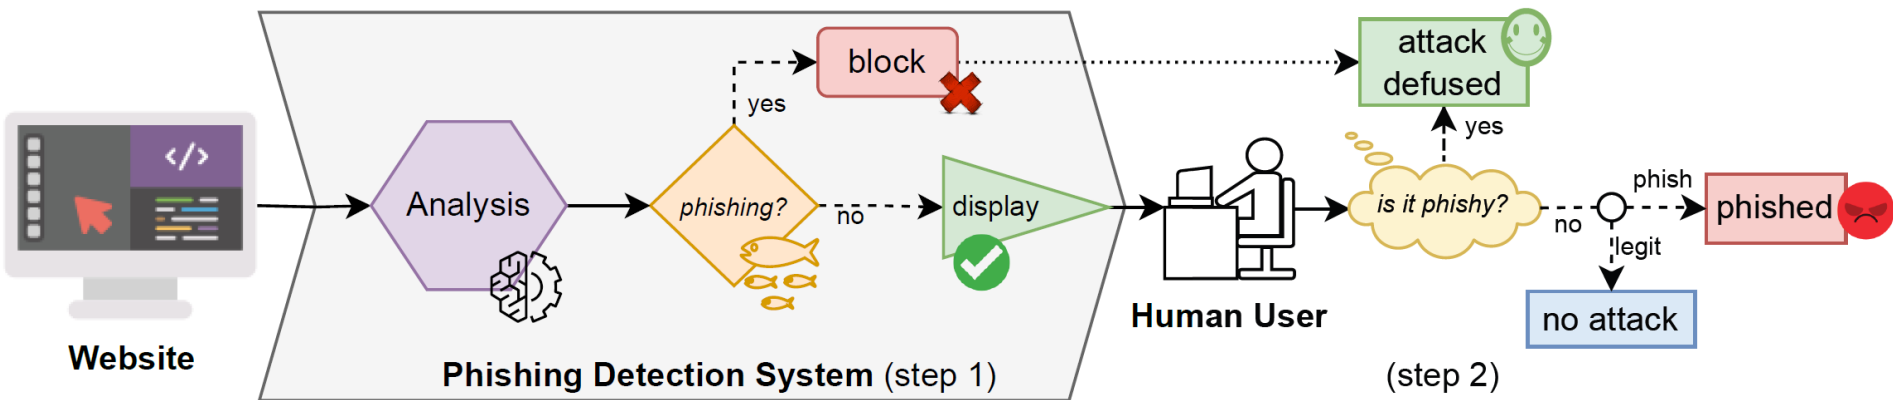 Website
</>
Analysis
phishing?
yes
block
no
display
Phishing Detection System (step 1)
Human User
is it phishy?
yes
attack
defused
no
phish
phished
legit
no attack
(step 2)